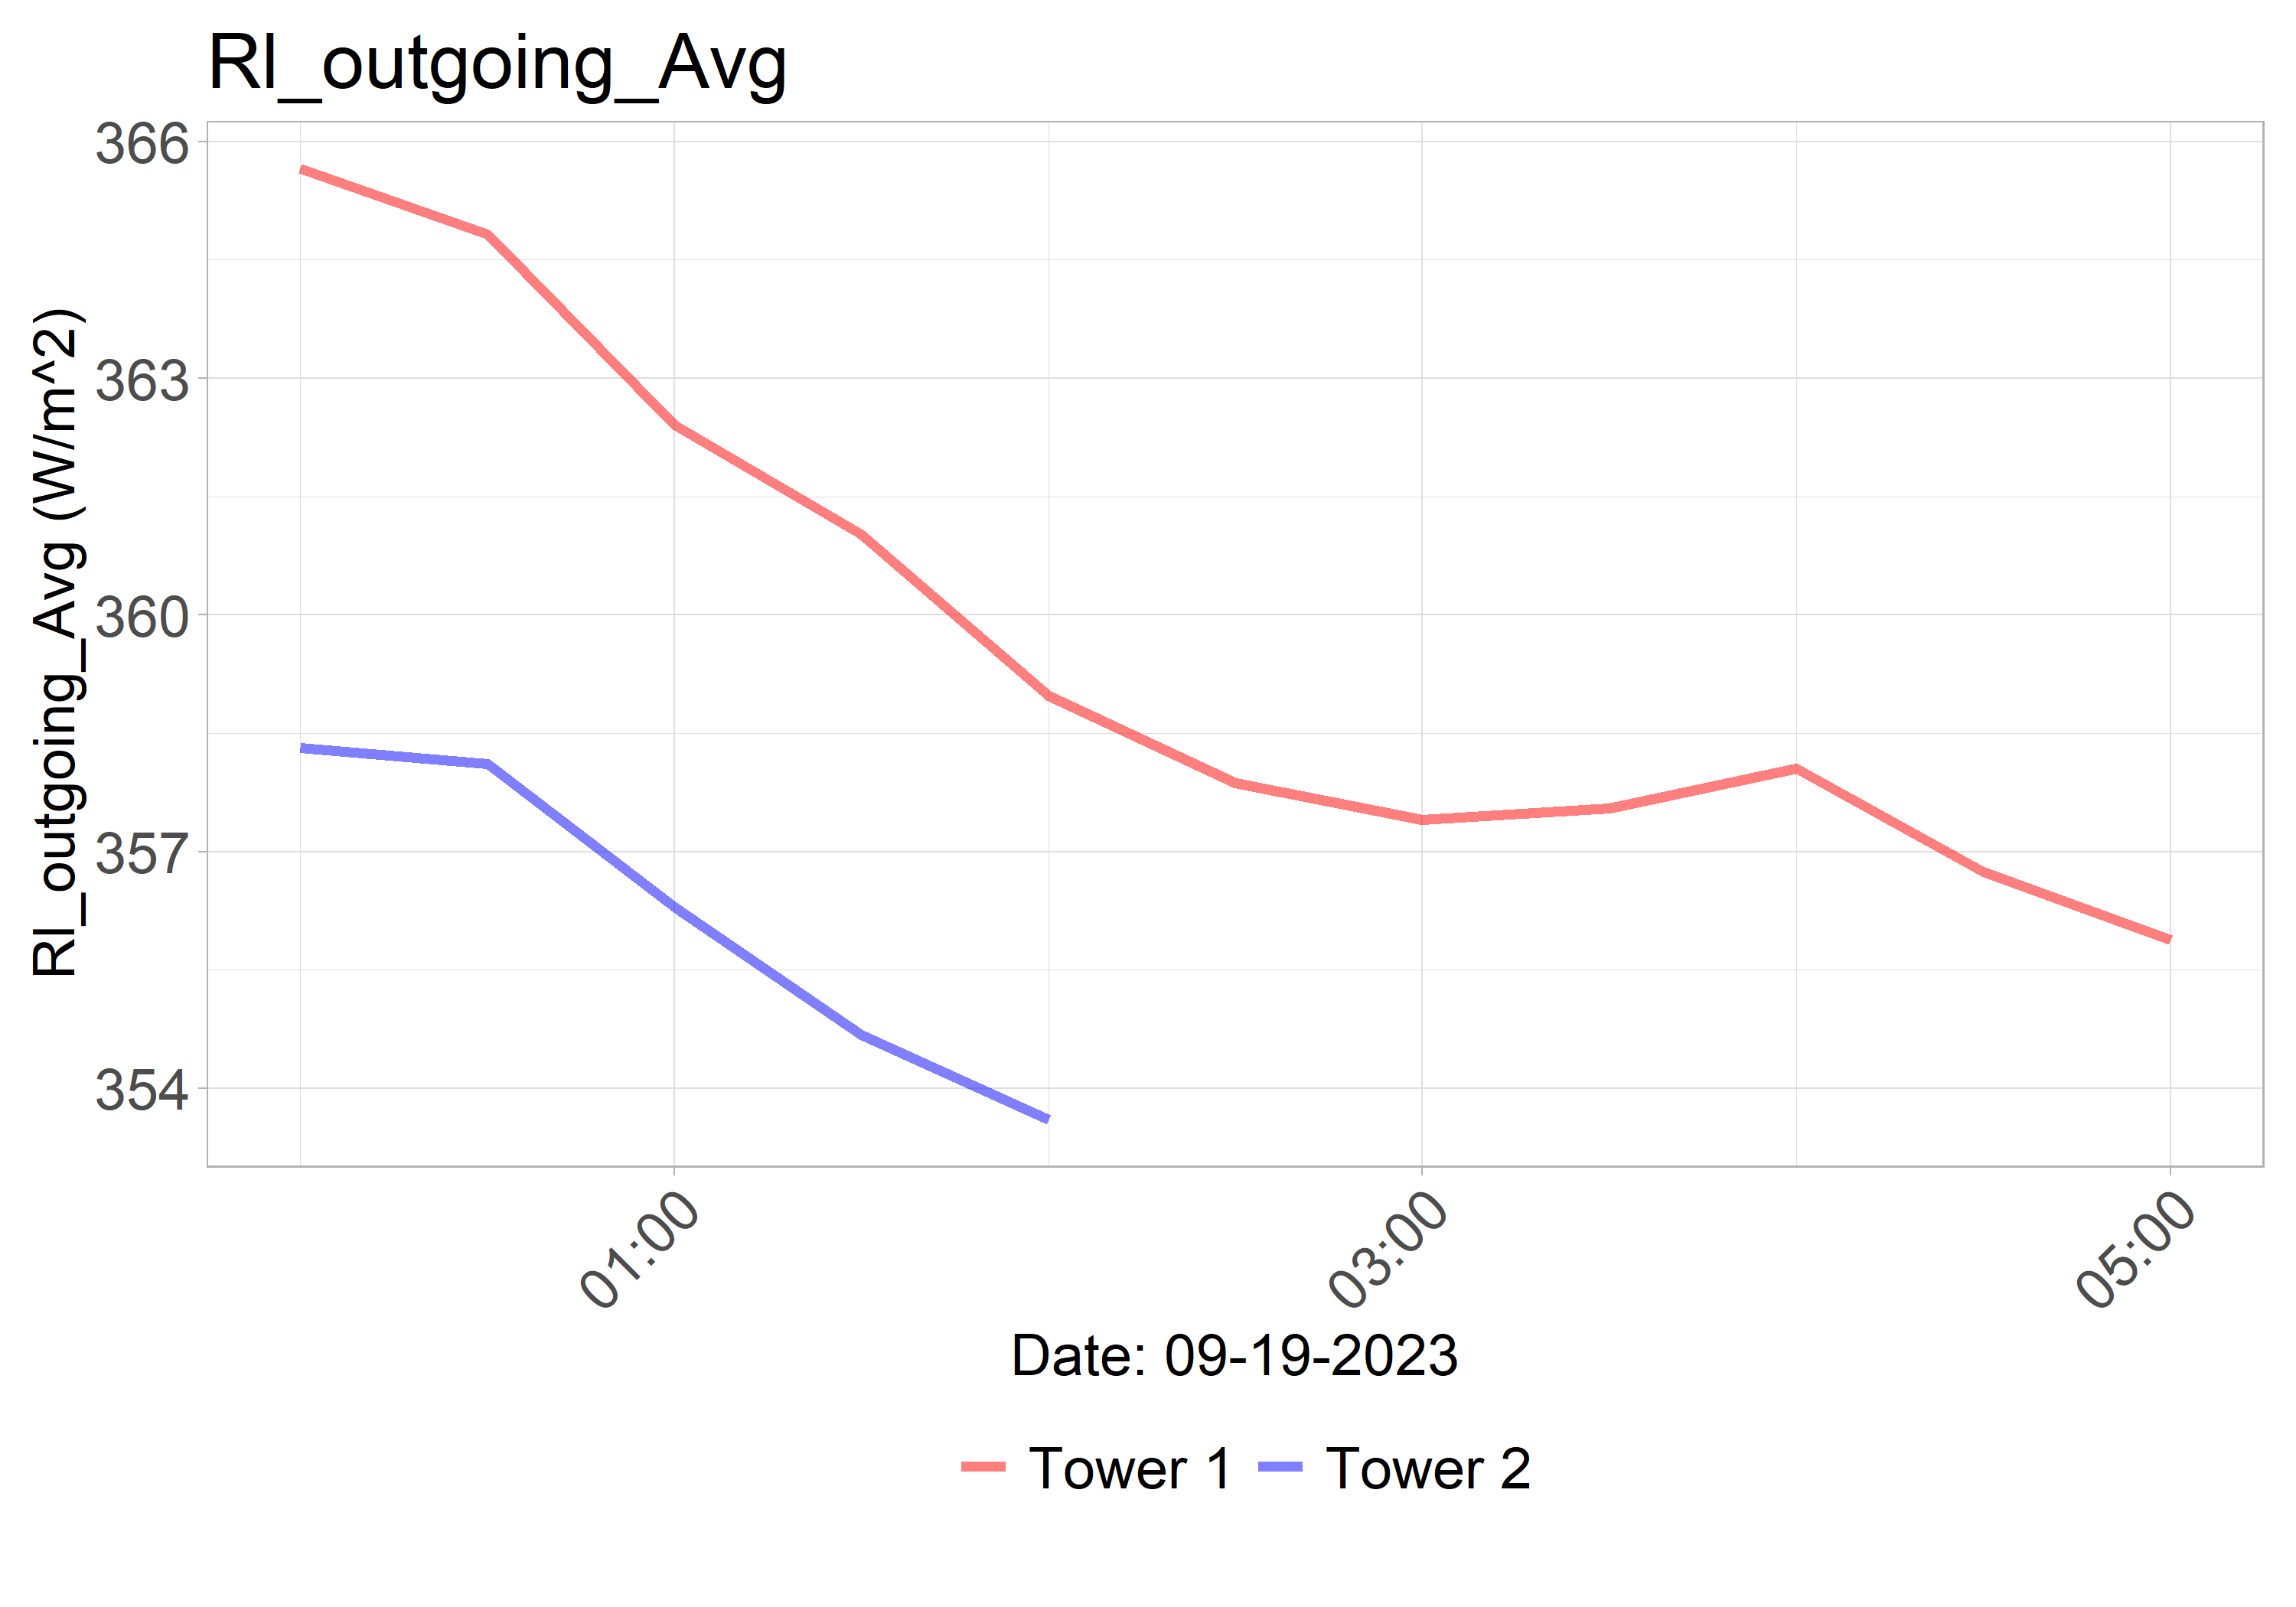 Rl_outgoing_Avg
Rl_outgoing_Avg (W/m^2)
366
363
360
357
354
01:00
03:00
05:00
Date: 09-19-2023
Tower 1
Tower 2